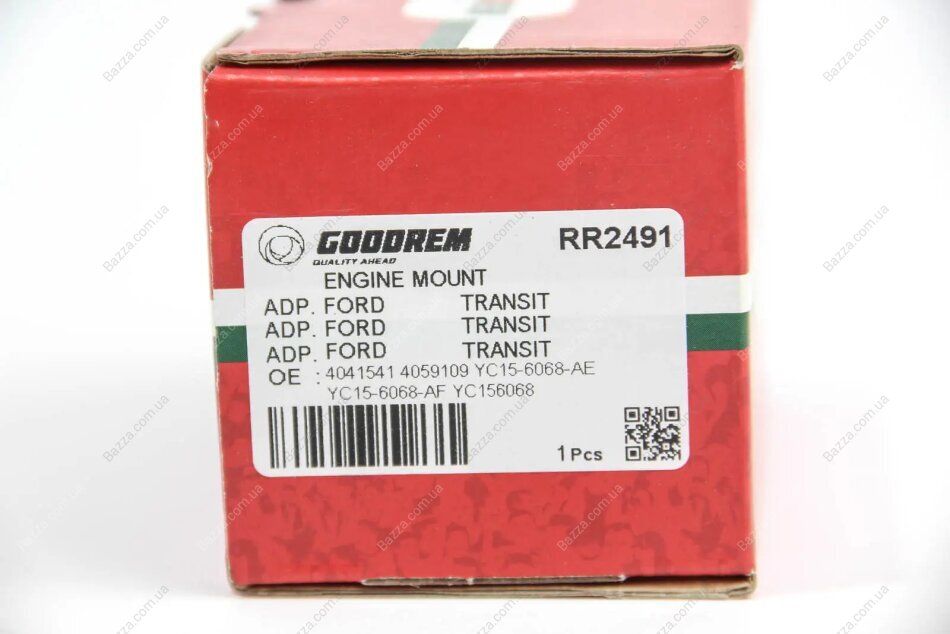 GOODREM
QUALITY AHEAD
RR2491
ENGINE MOUNT
ADP. FORD TRANSIT
ADP. FORD TRANSIT
ADP. FORD TRANSIT
OE : 4041541 4059109 YC15-6068-AE
YC15-6068-AF YC156068
1 Pcs
Bazza.com.ua